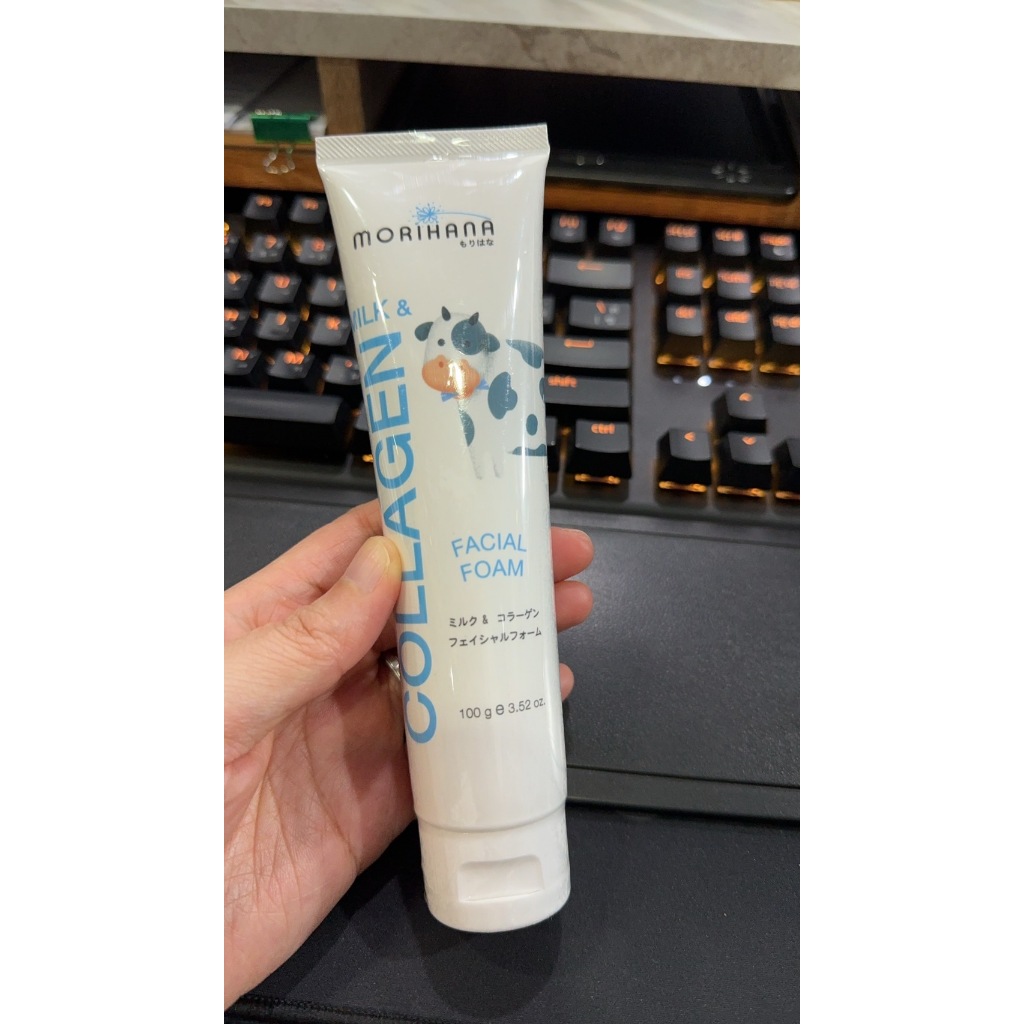 MORIHANA
もりはな
MILK &
COLLAGEN
FACIAL
FOAM
ミルク & コラーゲン
フェイシャルフォーム
100 g ℮ 3.52 oz.
ctrl